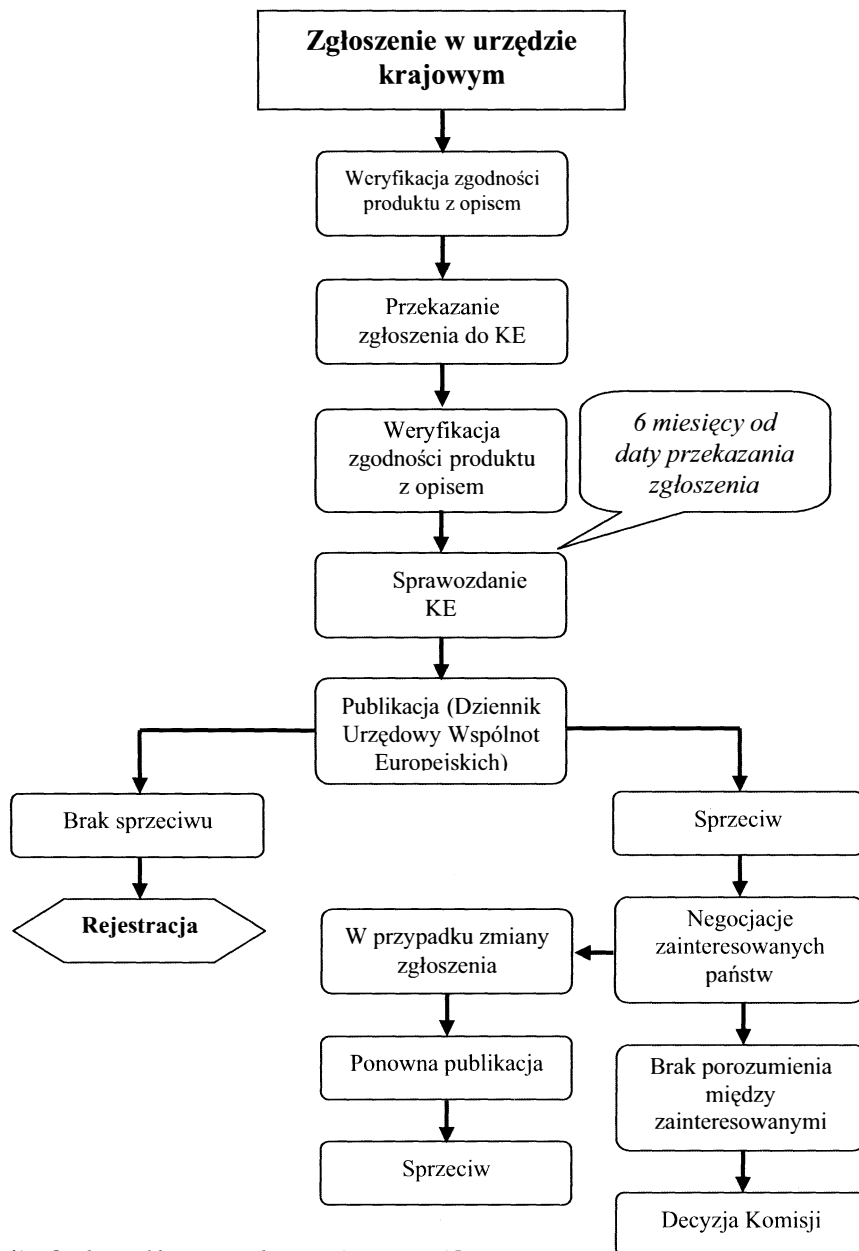 Zgłoszenie w urzędzie
krajowym
Weryfikacja zgodności
produktu z opisem
Przekazanie
zgłoszenia do KE
Weryfikacja
zgodności produktu
z opisem
6 miesięcy od
daty przekazania
zgłoszenia
Sprawozdanie
KE
Publikacja (Dziennik
Urzędowy Wspólnot
Europejskich)
Brak sprzeciwu
Sprzeciw
Rejestracja
W przypadku zmiany
zgłoszenia
Negocjacje
zainteresowanych
państw
Ponowna publikacja
Brak porozumienia
między
zainteresowanymi
Sprzeciw
Decyzja Komisji